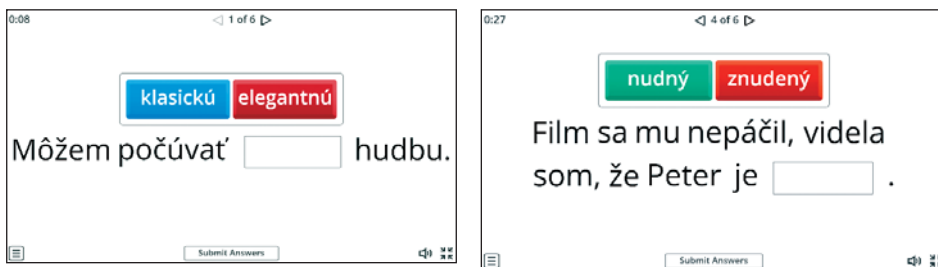 0:08 1 of 6
klasickú elegantnú
Môžem počúvať hudbu.
Submit Answers
0:27 4 of 6
nudný znudený
Film sa mu nepáčil, videla
som, že Peter je .
Submit Answers